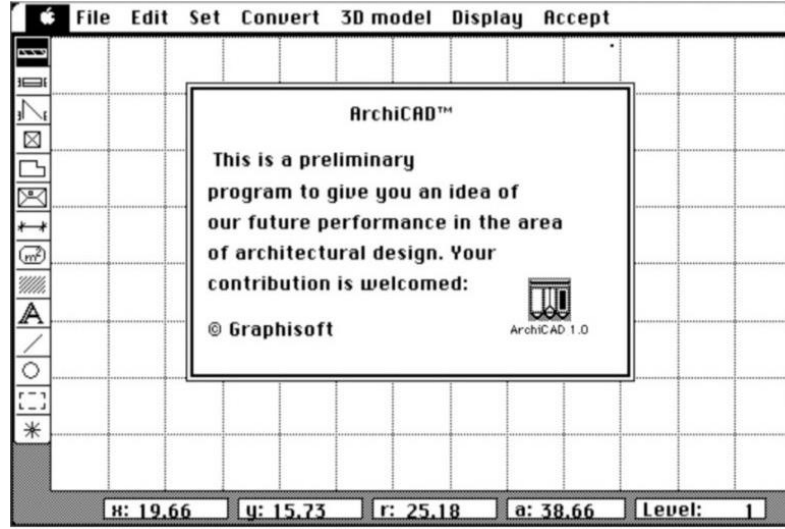 File Edit Set Convert 3D model Display Accept
ArchiCAD™
This is a preliminary
program to give you an idea of
our future performance in the area
of architectural design. Your
contribution is welcomed:
© Graphisoft
ArchiCAD 1.0
m²
A
x: 19.66 y: 15.73 r: 25.18 a: 38.66 Level: 1